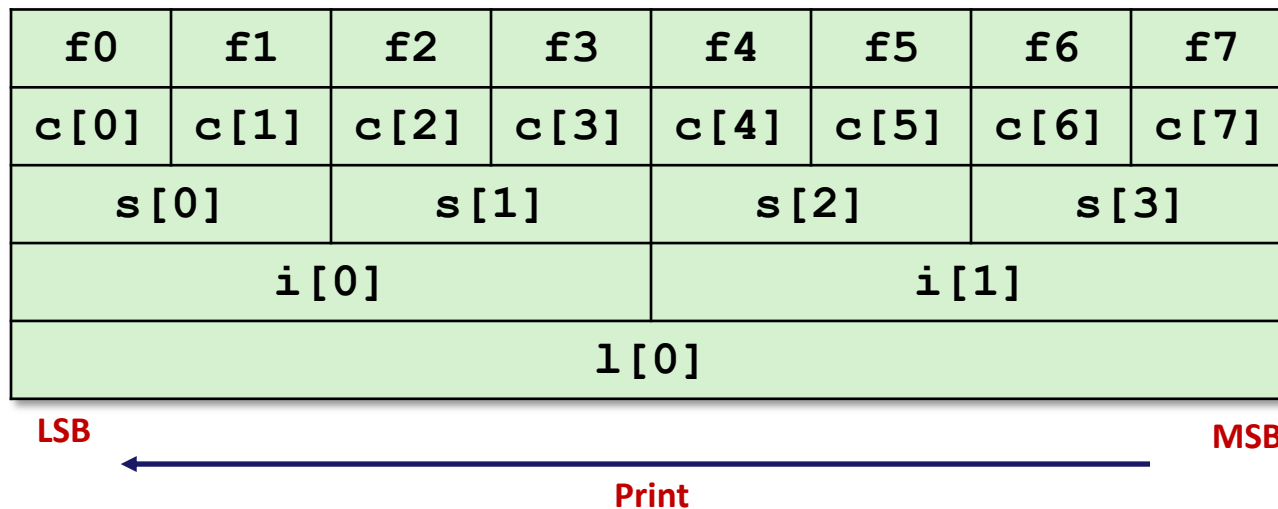 f0 f1 f2 f3 f4 f5 f6 f7
c[0] c[1] c[2] c[3] c[4] c[5] c[6] c[7]
s[0] s[1] s[2] s[3]
i[0] i[1]
l[0]
LSB MSB
Print